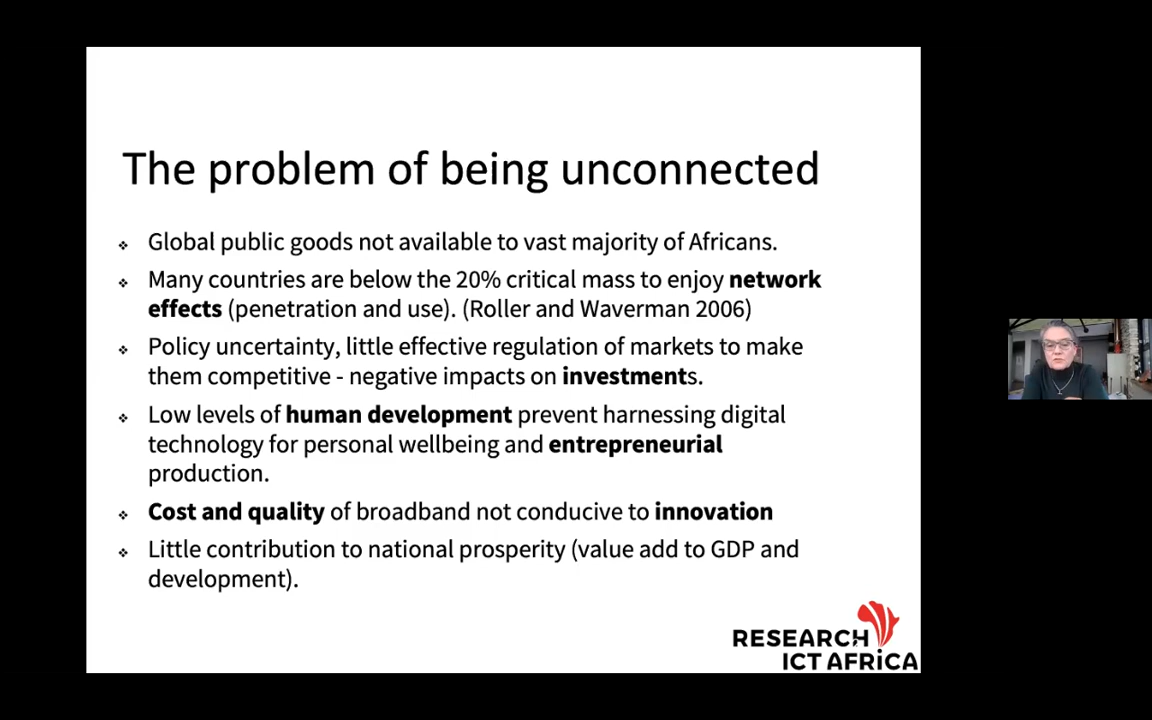 The problem of being unconnected
❖ Global public goods not available to vast majority of Africans.
❖ Many countries are below the 20% critical mass to enjoy network
effects (penetration and use). (Roller and Waverman 2006)
❖ Policy uncertainty, little effective regulation of markets to make
them competitive - negative impacts on investments.
❖ Low levels of human development prevent harnessing digital
technology for personal wellbeing and entrepreneurial
production.
❖ Cost and quality of broadband not conducive to innovation
❖ Little contribution to national prosperity (value add to GDP and
development).
RESEARCH
ICT AFRICA